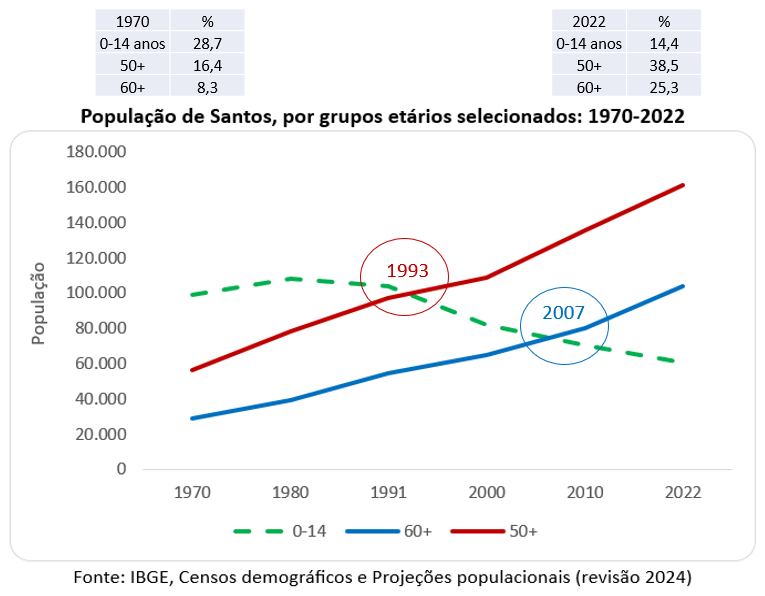 1970 %
0-14 anos 28,7
50+ 16,4
60+ 8,3
2022 %
0-14 anos 14,4
50+ 38,5
60+ 25,3
População de Santos, por grupos etários selecionados: 1970-2022
População
180.000
160.000
140.000
120.000
100.000
80.000
60.000
40.000
20.000
0
1993
2007
1970 1980 1991 2000 2010 2022
0-14 60+ 50+
Fonte: IBGE, Censos demográficos e Projeções populacionais (revisão 2024)